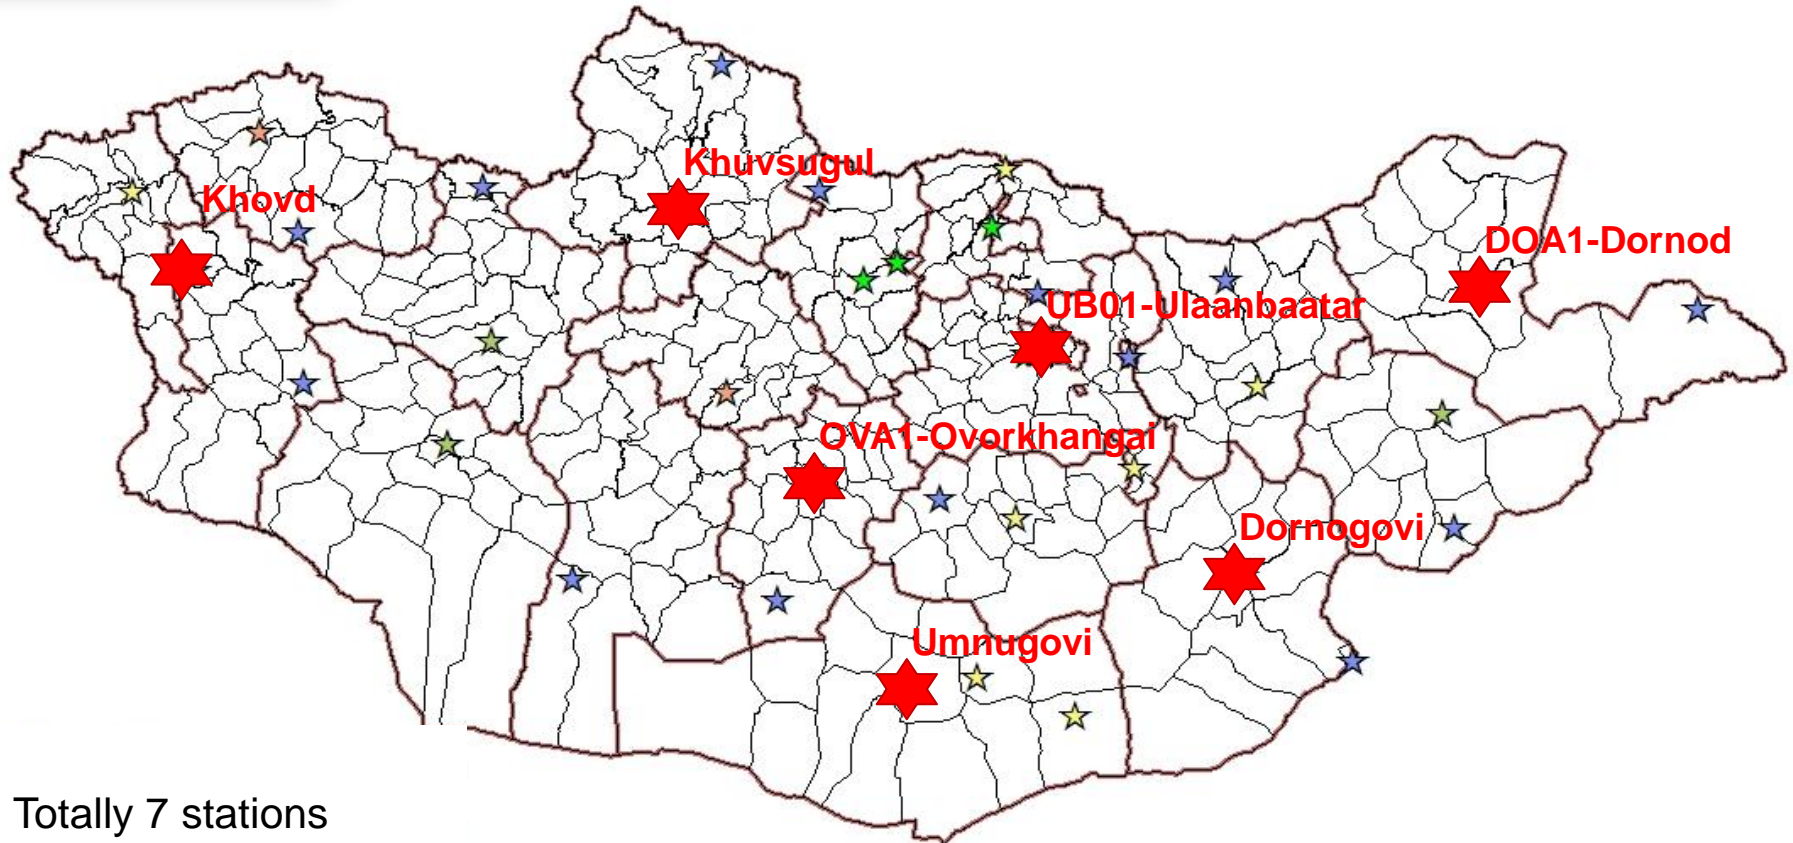 Khuvsugul
Khovd
DOA1-Dornod
UB01-Ulaanbaatar
OVA1-Ovorkhangai
Dornogovi
Umnugovi
Totally 7 stations